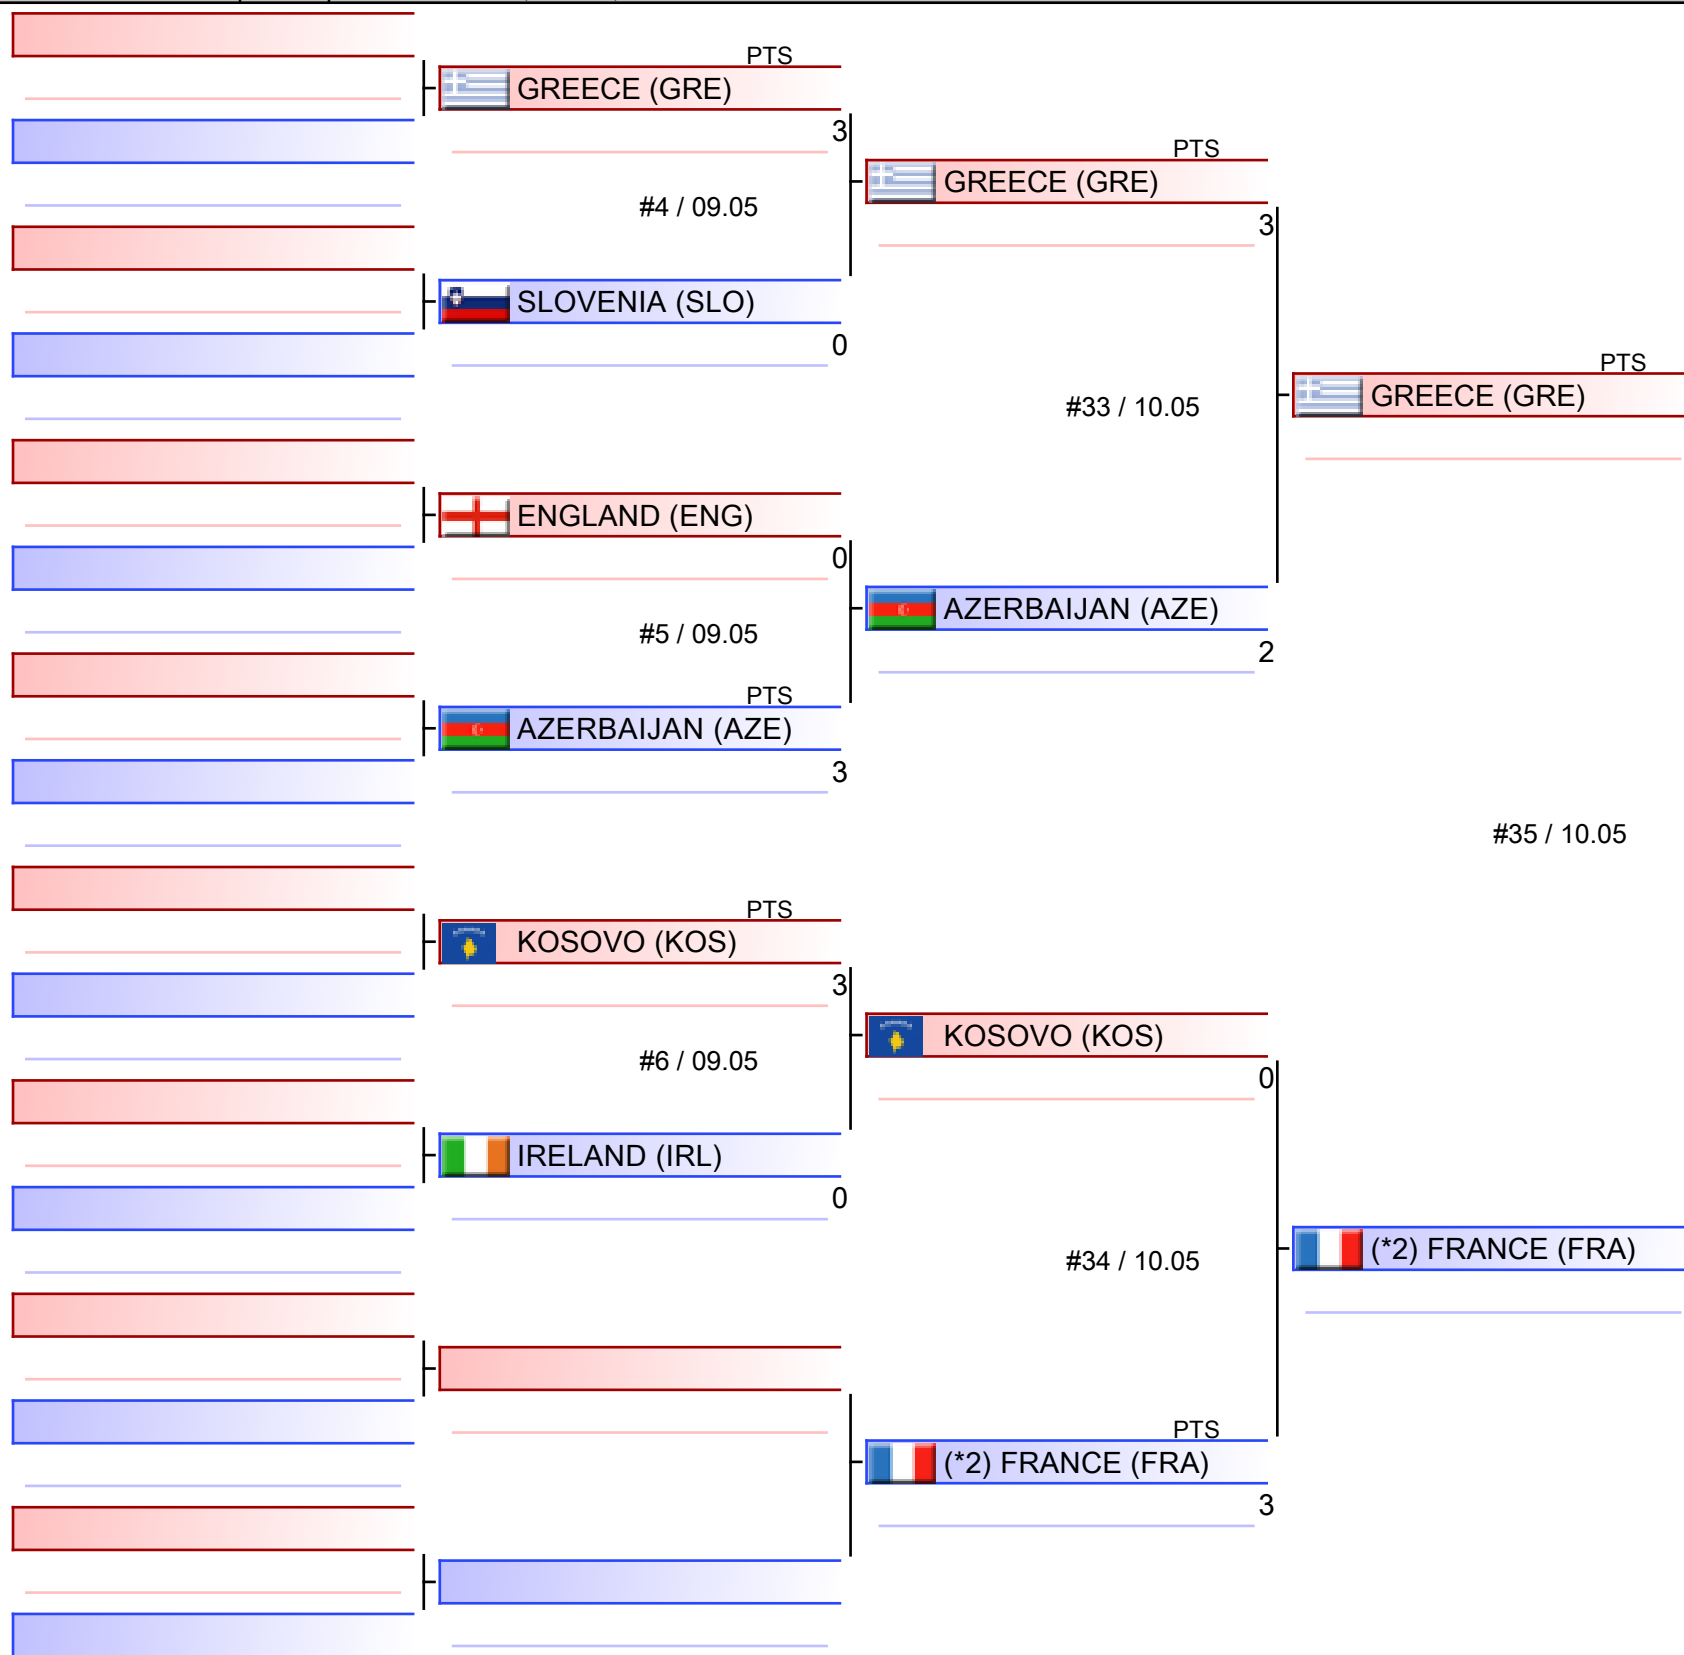 PTS
GREECE (GRE)
3
#4 / 09.05
SLOVENIA (SLO)
0
ENGLAND (ENG)
0
#5 / 09.05
PTS
AZERBAIJAN (AZE)
3
PTS
KOSOVO (KOS)
3
#6 / 09.05
IRELAND (IRL)
0
PTS
GREECE (GRE)
3
#33 / 10.05
AZERBAIJAN (AZE)
2
KOSOVO (KOS)
0
#34 / 10.05
PTS
(*2) FRANCE (FRA)
3
PTS
GREECE (GRE)
#35 / 10.05
(*2) FRANCE (FRA)